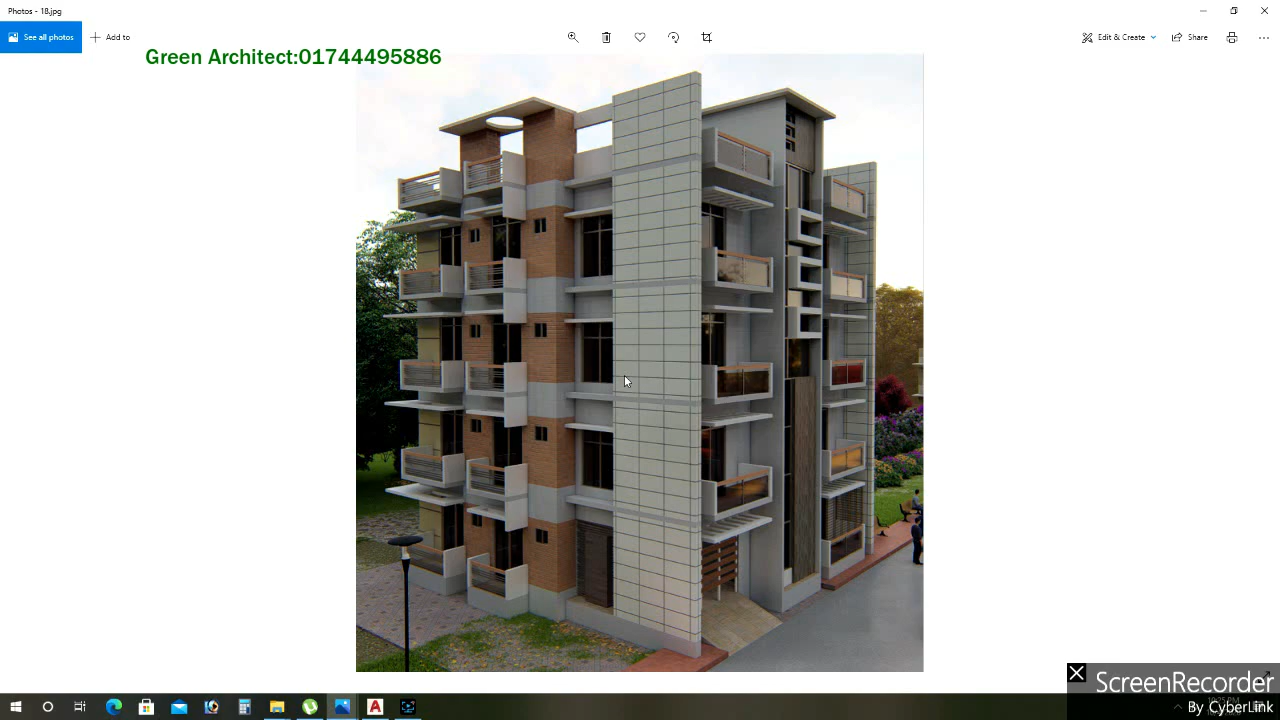 Photos - 18.jpg
See all photos
Add to
Edit & Create
Share
Green Architect:01744495886
ScreenRecorder
By CyberLink